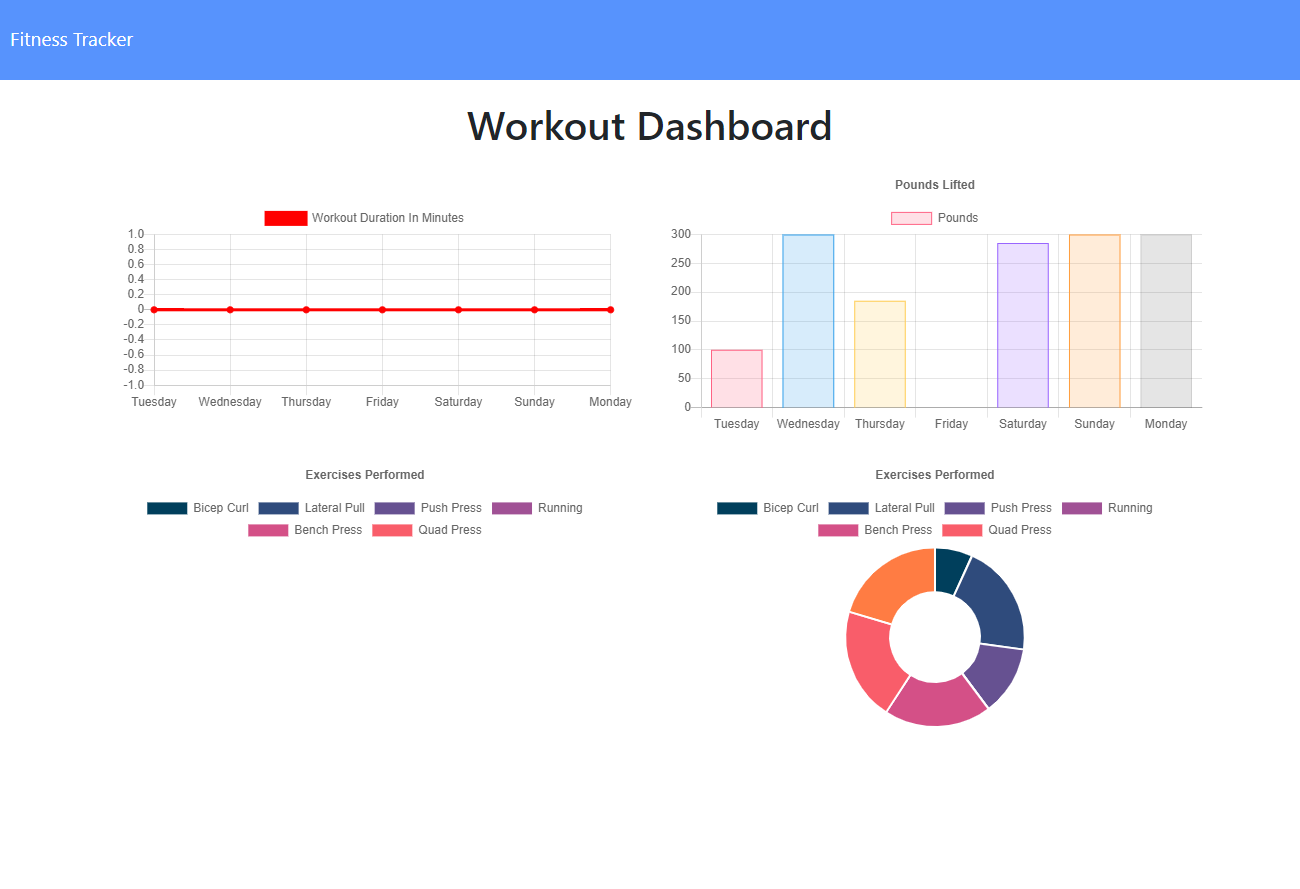 Fitness Tracker
Workout Dashboard
Workout Duration In Minutes
1.0
0.8
0.6
0.4
0.2
0
-0.2
-0.4
-0.6
-0.8
-1.0
Tuesday Wednesday Thursday Friday Saturday Sunday Monday
Pounds Lifted
Pounds
300
250
200
150
100
50
0
Tuesday Wednesday Thursday Friday Saturday Sunday Monday
Exercises Performed
Bicep Curl Lateral Pull Push Press Running
Bench Press Quad Press
Exercises Performed
Bicep Curl Lateral Pull Push Press Running
Bench Press Quad Press